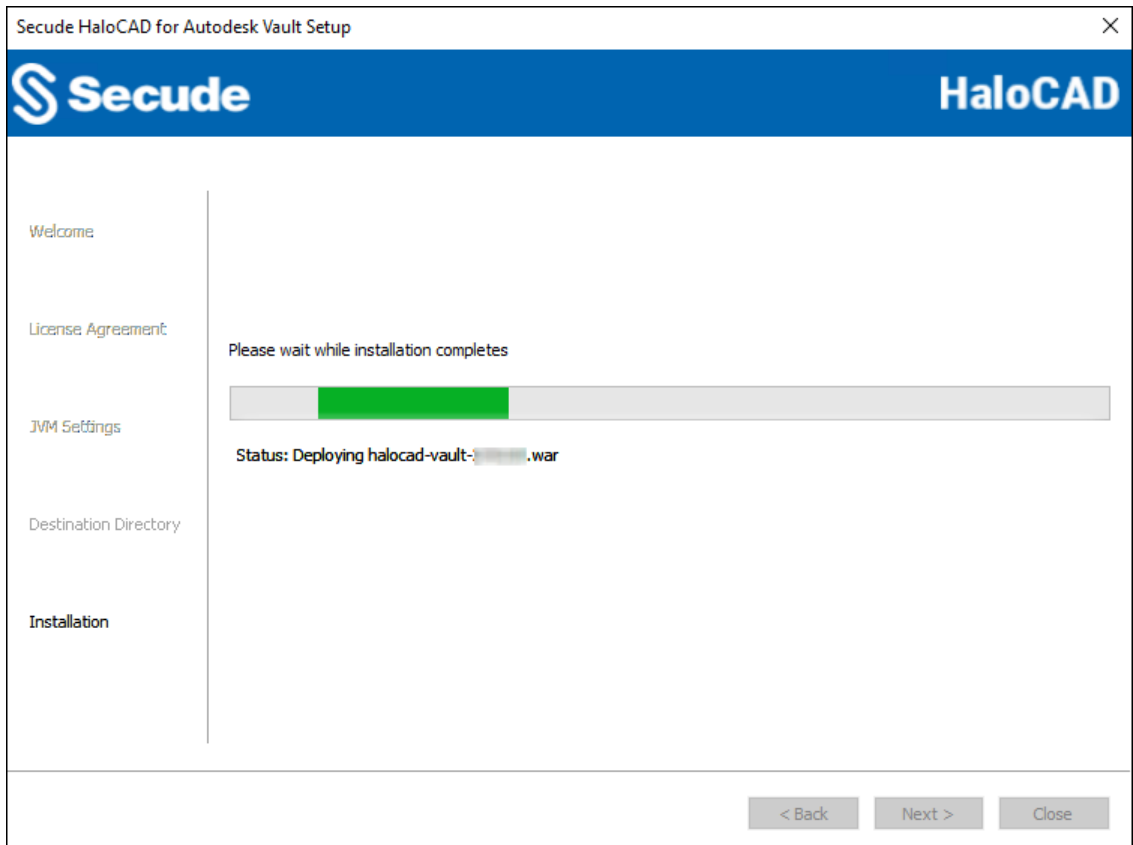 Secude HaloCAD for Autodesk Vault Setup
Secude
HaloCAD
Welcome
License Agreement
JVM Settings
Destination Directory
Installation
Please wait while installation completes
Status: Deploying halocad-vault- .war
< Back
Next >
Close